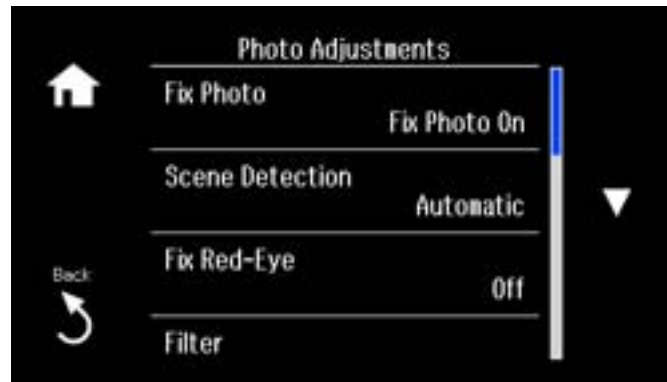 Photo Adjustments
Fix Photo
Fix Photo On
Scene Detection
Automatic
Fix Red-Eye
Off
Back
Filter